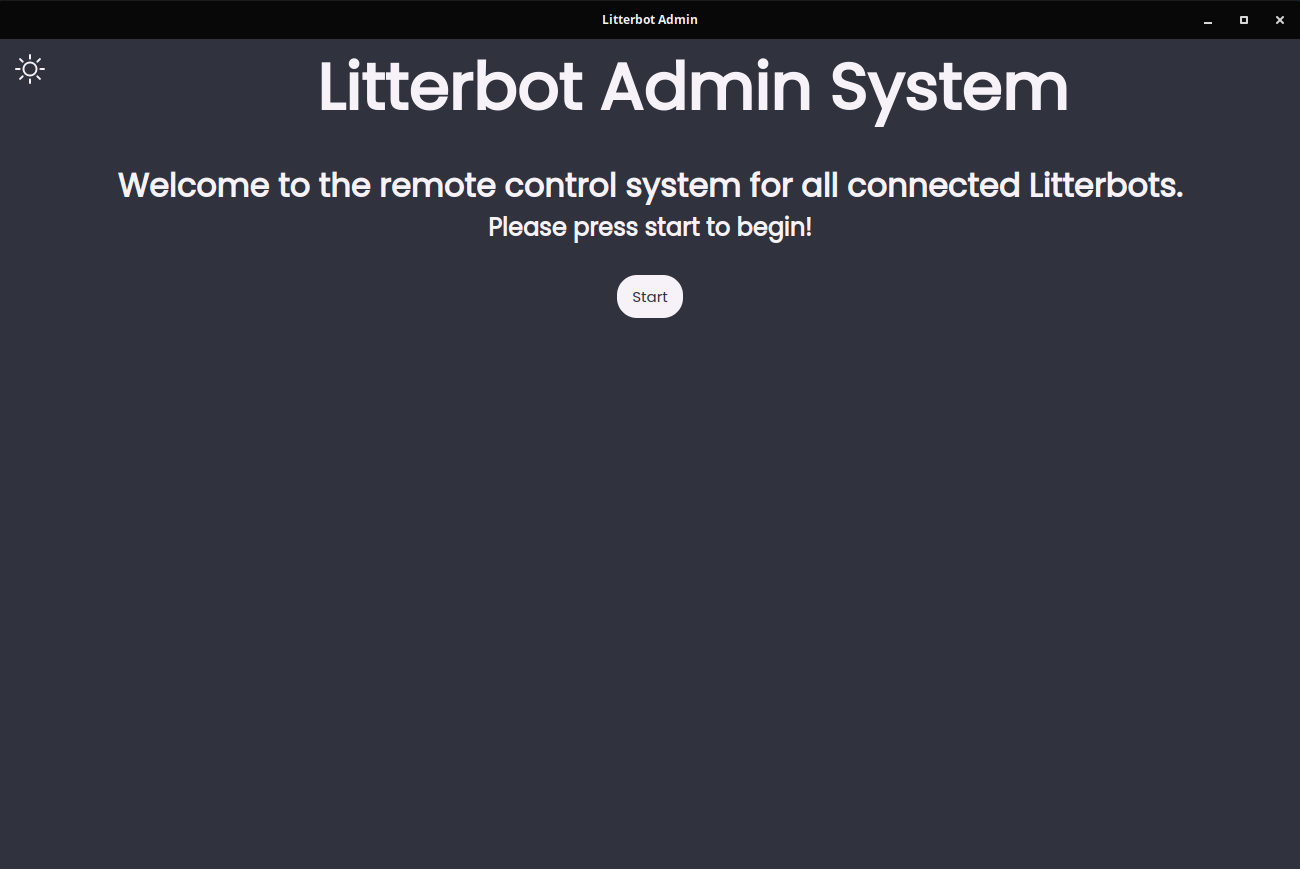 Litterbot Admin
Litterbot Admin System
Welcome to the remote control system for all connected Litterbots.
Please press start to begin!
Start